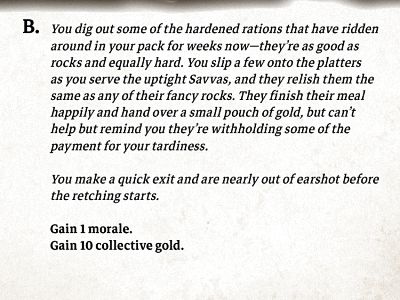 B. You dig out some of the hardened rations that have ridden
around in your pack for weeks now—they're as good as
rocks and equally hard. You slip a few onto the platters
as you serve the uptight Savvas, and they relish them the
same as any of their fancy rocks. They finish their meal
happily and hand over a small pouch of gold, but can't
help but remind you they're withholding some of the
payment for your tardiness.
You make a quick exit and are nearly out of earshot before
the retching starts.
Gain 1 morale.
Gain 10 collective gold.